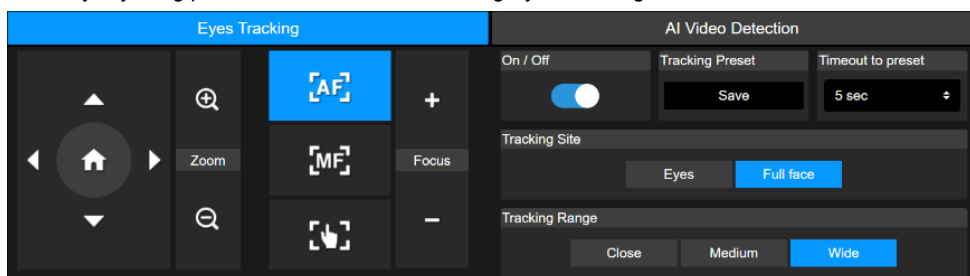 Eyes Tracking
AI Video Detection
On / Off
Tracking Preset
Timeout to preset
AF
Save
5 sec
Tracking Site
Zoom
MF
Focus
Eyes
Full face
Tracking Range
Close
Medium
Wide